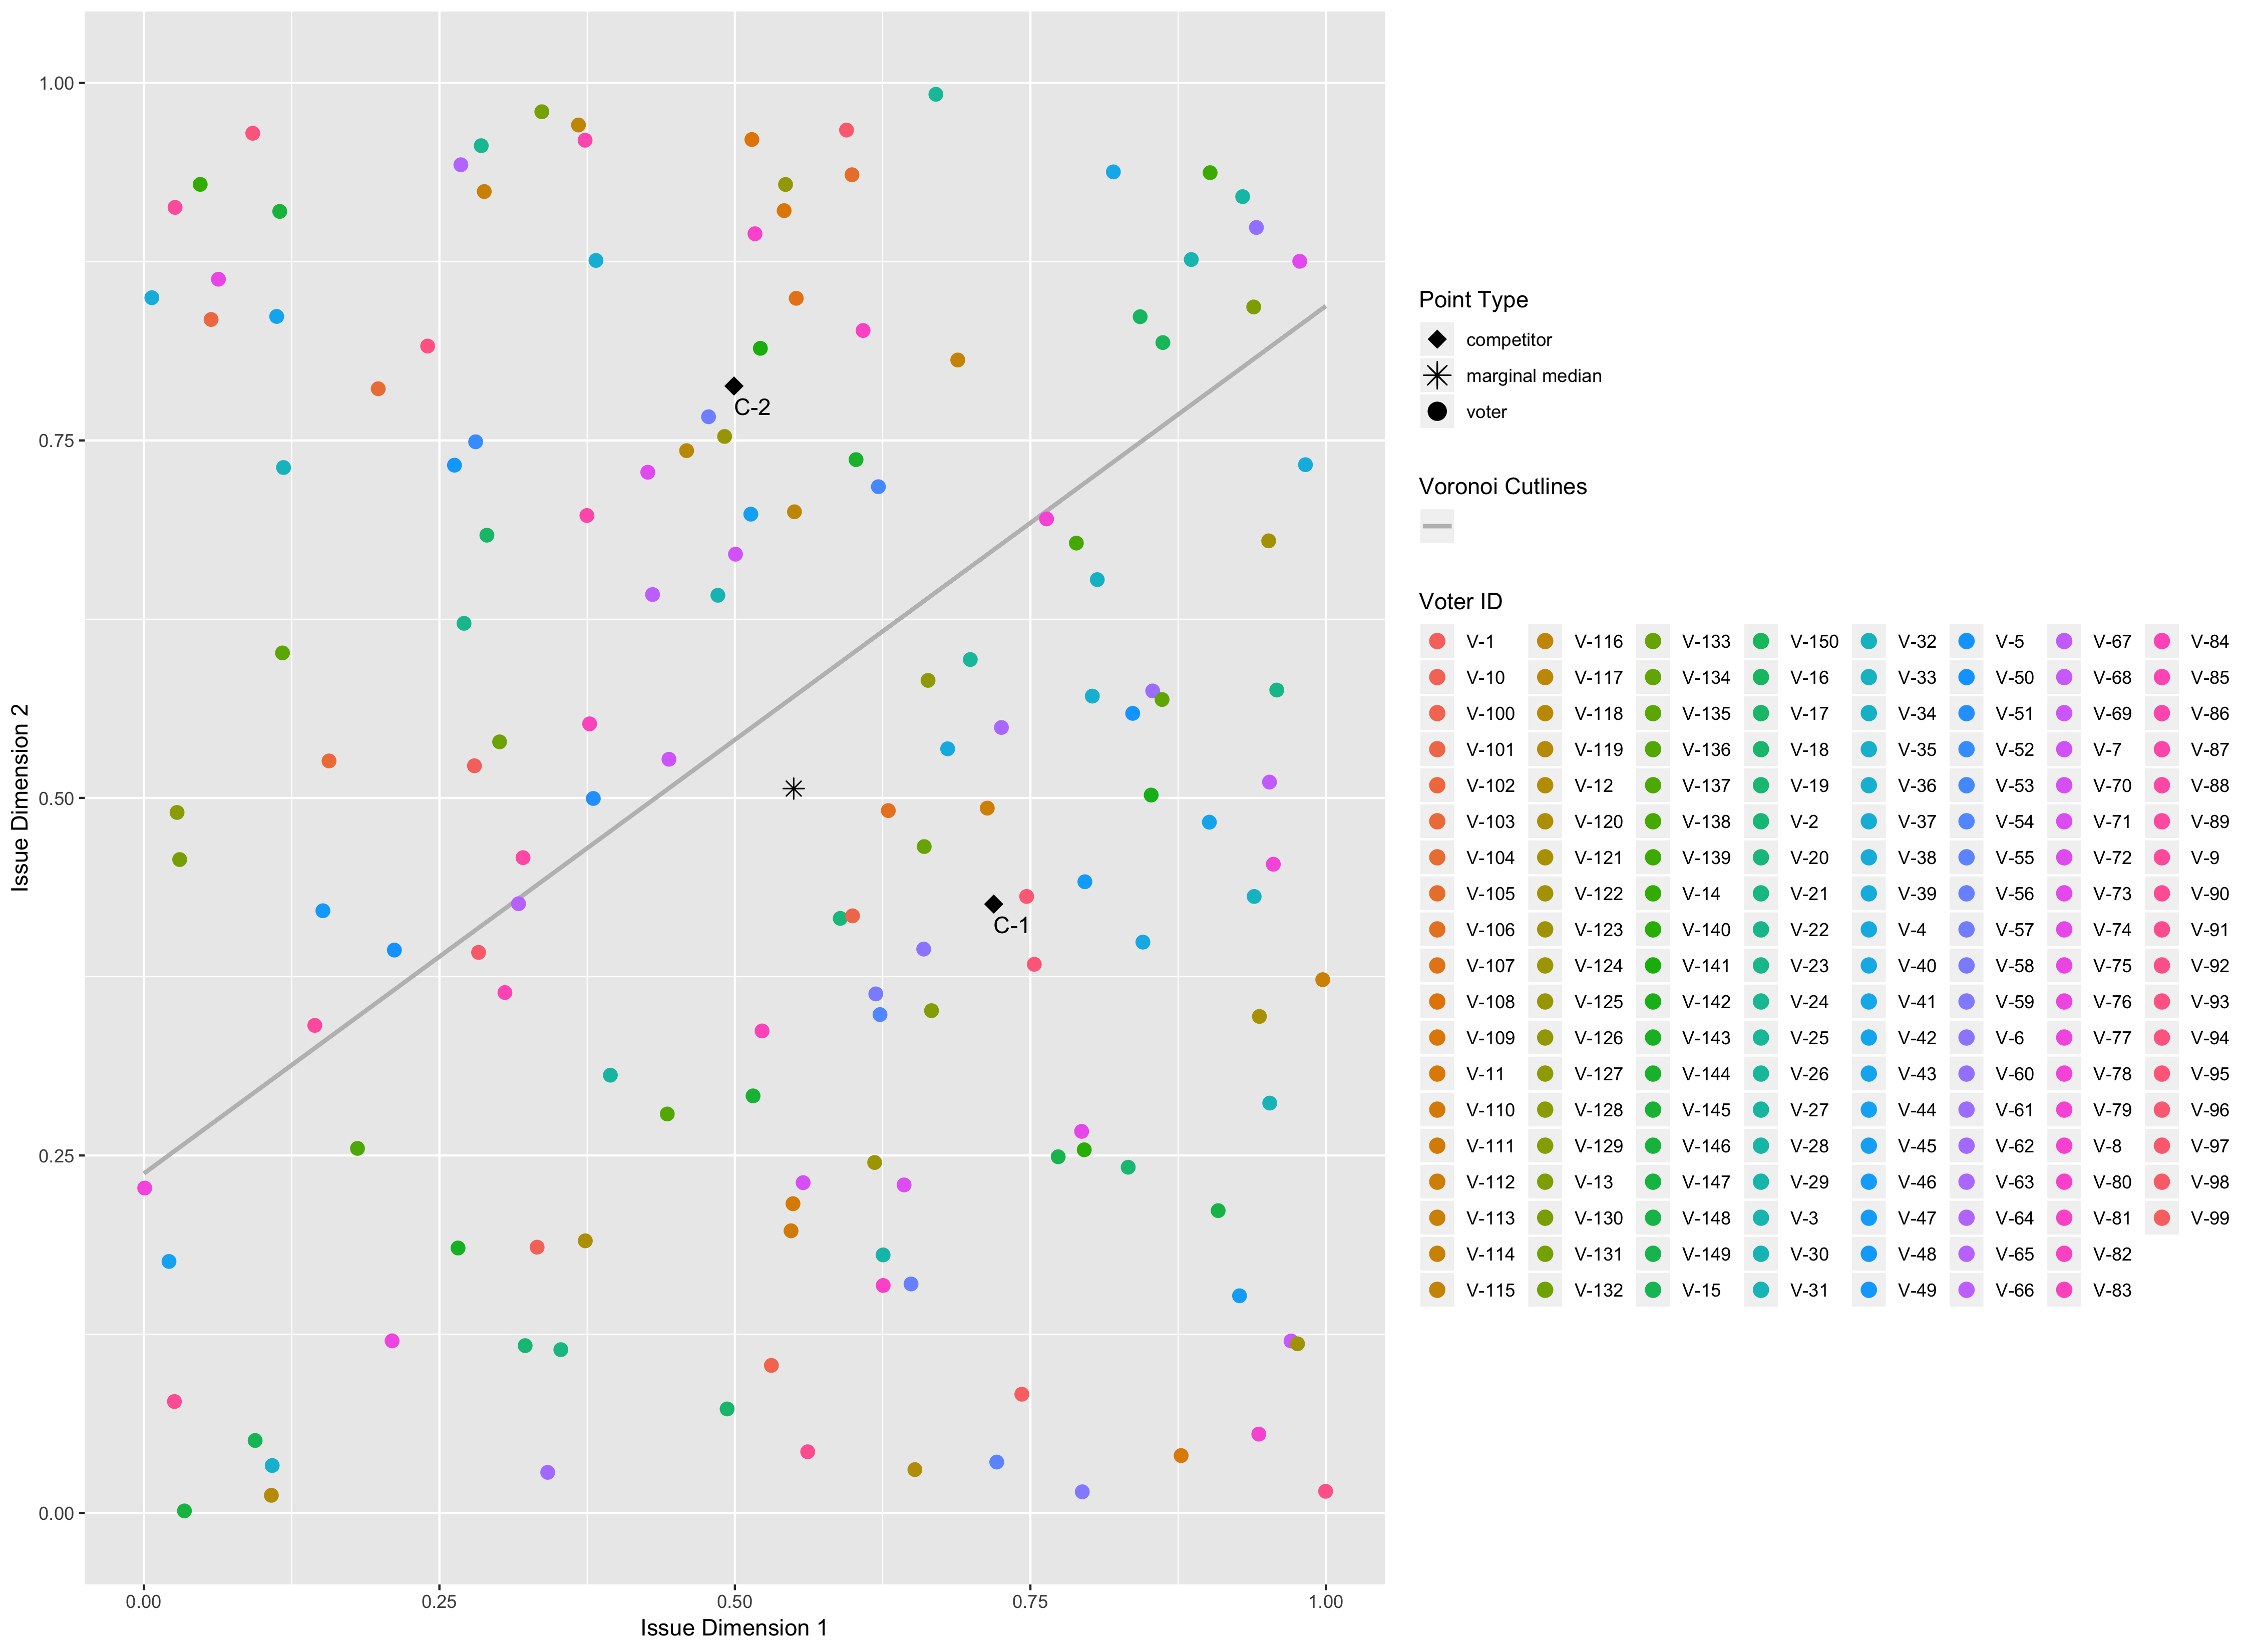 1.00
0.75
0.50
0.25
0.00
Issue Dimension 2
C-2
C-1
0.00 0.25 0.50 0.75 1.00
Issue Dimension 1
Point Type
competitor
marginal median
voter
Voronoi Cutlines
Voter ID
V-1 V-116 V-133 V-150 V-32 V-5 V-67 V-84
V-10 V-117 V-134 V-16 V-33 V-50 V-68 V-85
V-100 V-118 V-135 V-17 V-34 V-51 V-69 V-86
V-101 V-119 V-136 V-18 V-35 V-52 V-7 V-87
V-102 V-12 V-137 V-19 V-36 V-53 V-70 V-88
V-103 V-120 V-138 V-2 V-37 V-54 V-71 V-89
V-104 V-121 V-139 V-20 V-38 V-55 V-72 V-9
V-105 V-122 V-14 V-21 V-39 V-56 V-73 V-90
V-106 V-123 V-140 V-22 V-4 V-57 V-74 V-91
V-107 V-124 V-141 V-23 V-40 V-58 V-75 V-92
V-108 V-125 V-142 V-24 V-41 V-59 V-76 V-93
V-109 V-126 V-143 V-25 V-42 V-6 V-77 V-94
V-11 V-127 V-144 V-26 V-43 V-60 V-78 V-95
V-110 V-128 V-145 V-27 V-44 V-61 V-79 V-96
V-111 V-129 V-146 V-28 V-45 V-62 V-8 V-97
V-112 V-13 V-147 V-29 V-46 V-63 V-80 V-98
V-113 V-130 V-148 V-3 V-47 V-64 V-81 V-99
V-114 V-131 V-149 V-30 V-48 V-65 V-82
V-115 V-132 V-15 V-31 V-49 V-66 V-83